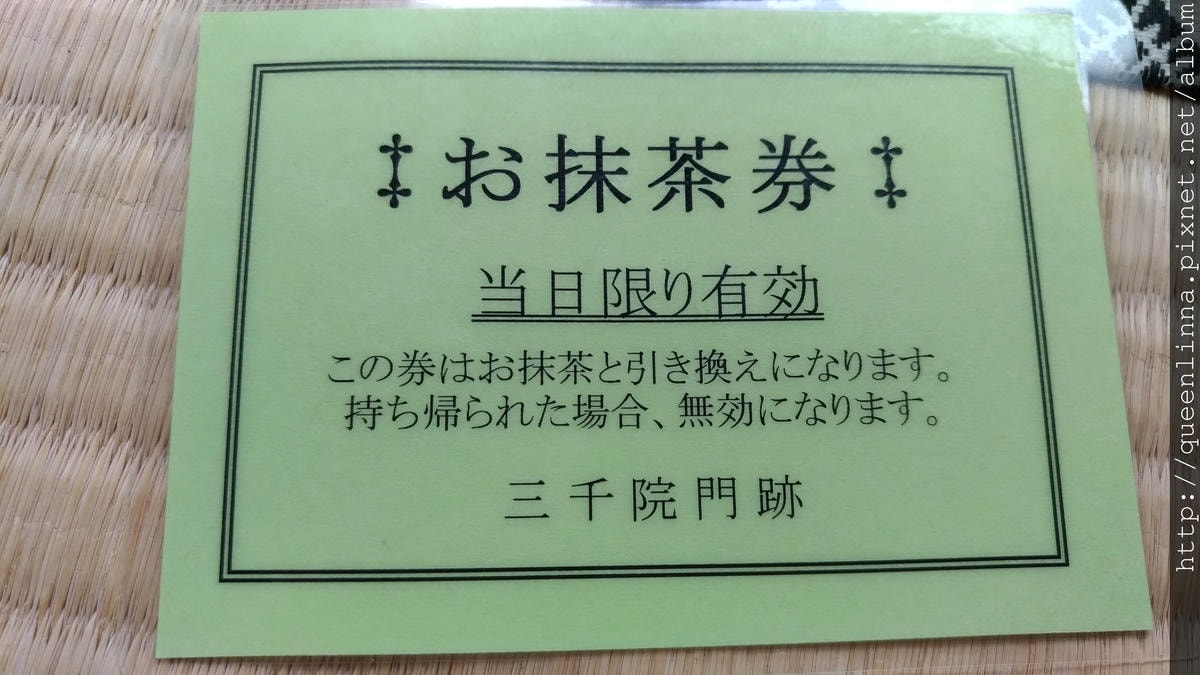 お抹茶券
当日限り有効
この券はお抹茶と引き換えになります。
持ち帰られた場合、無効になります。
三千院門跡
http://queenlinna.pixnet.net/album